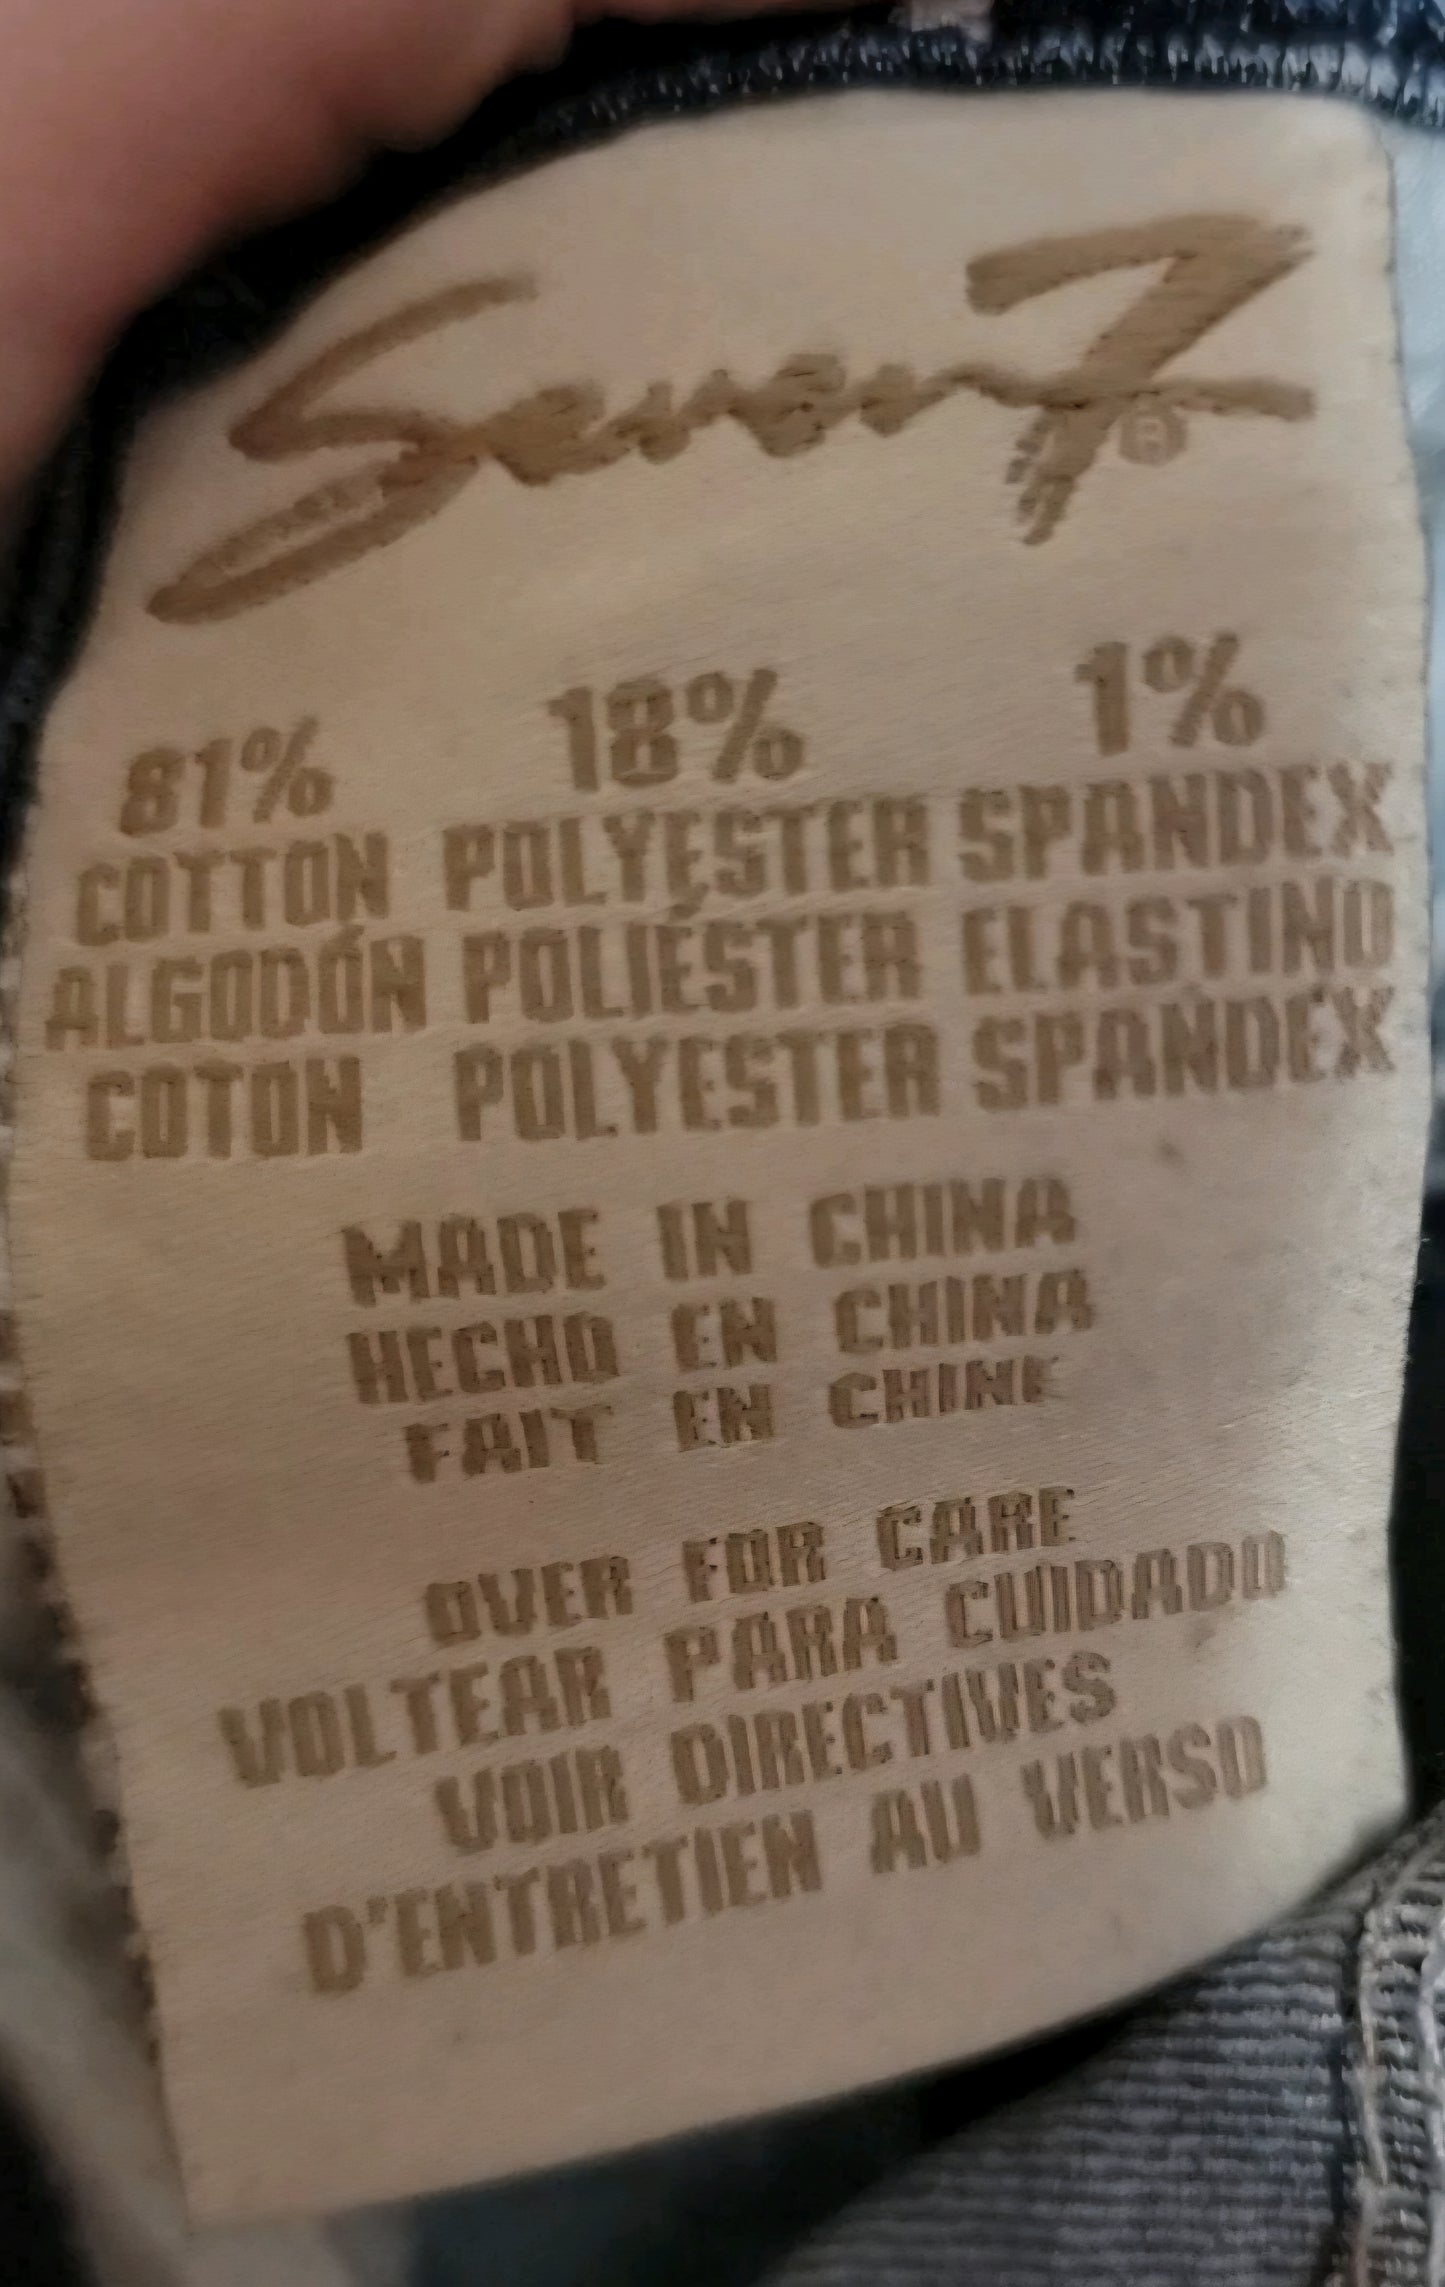 Seven7®
81% 18% 1%
COTTON POLYESTER SPANDEX
ALGODÓN POLIÉSTER ELASTINO
COTON POLYESTER SPANDEX
MADE IN CHINA
HECHO EN CHINA
FAIT EN CHINE
OVER FOR CARE
VOLTEAR PARA CUIDADO
VOIR DIRECTIVES
D'ENTRETIEN AU VERSO